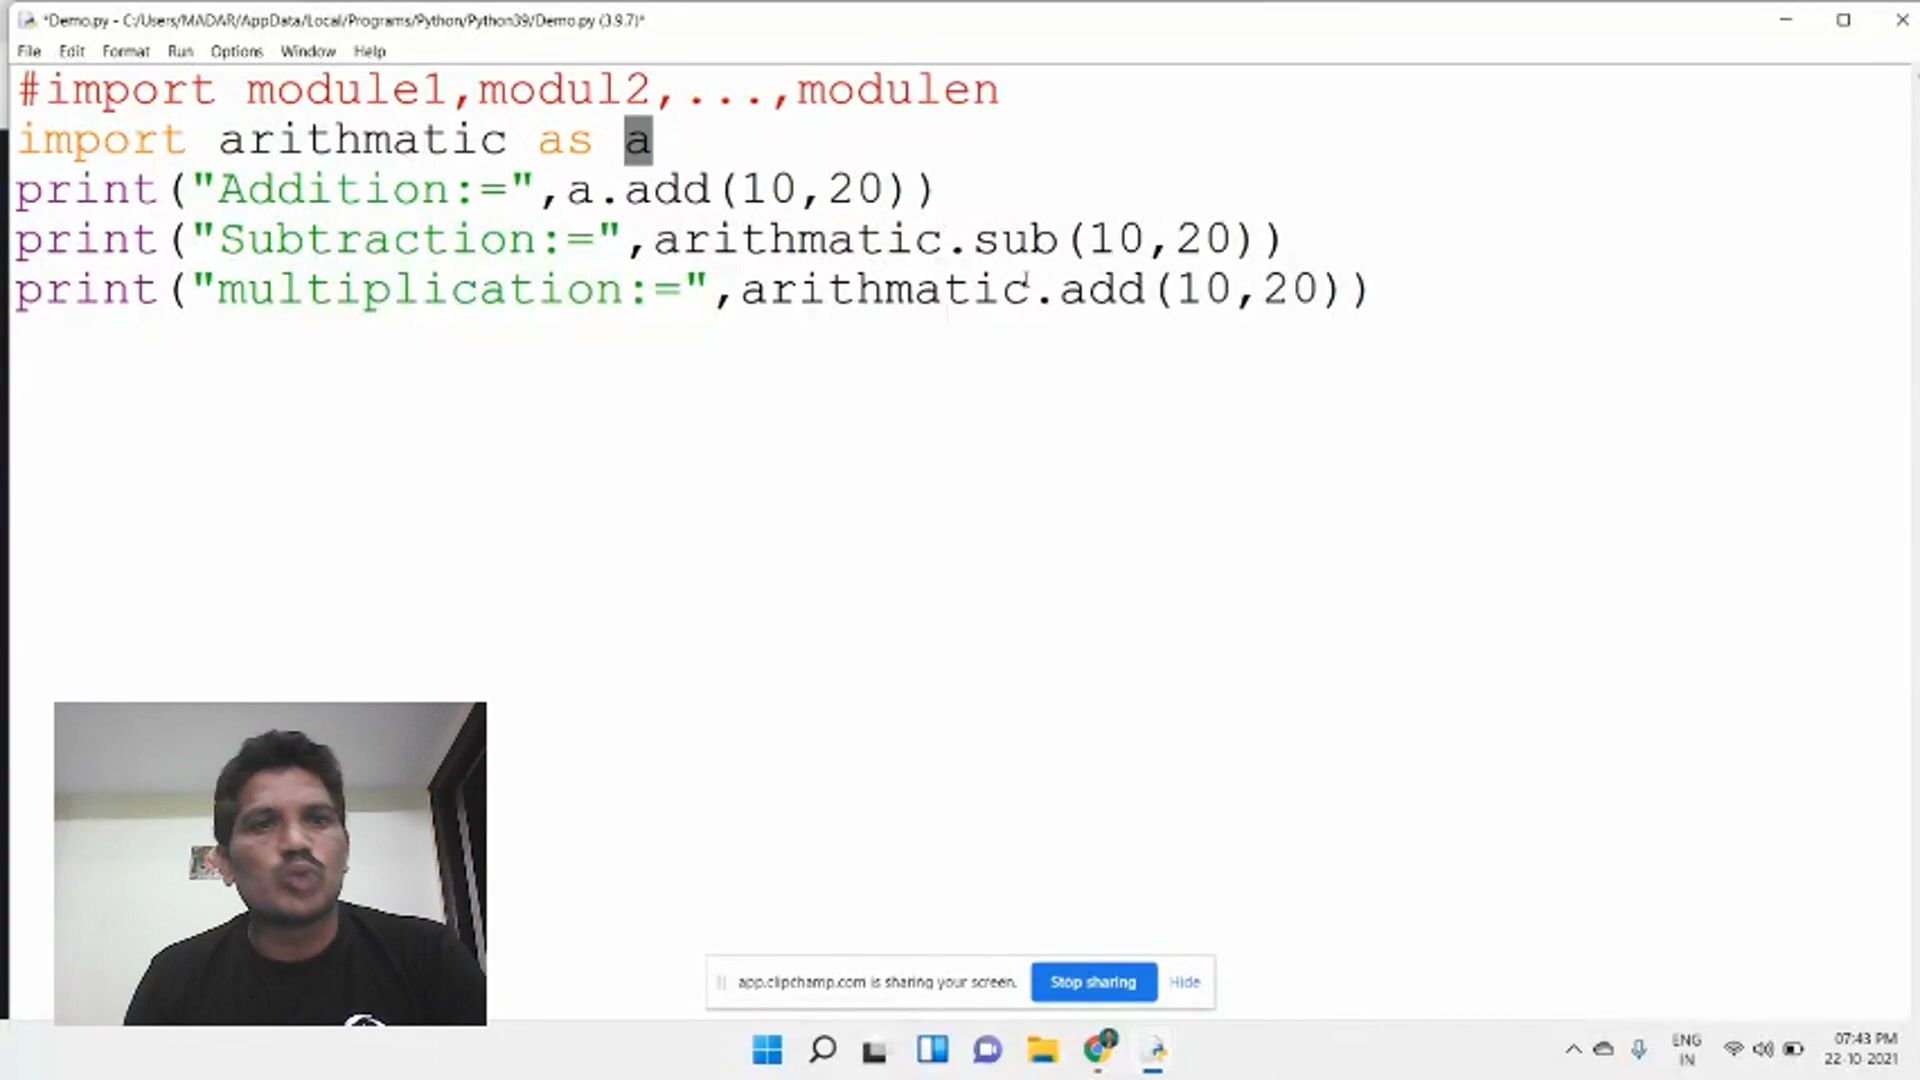 *Demo.py - C:/Users/MADAR/AppData/Local/Programs/Python/Python39/Demo.py (3.9.7)*
File Edit Format Run Options Window Help
#import module1,modul2,...,modulen
import arithmatic as a
print("Addition:=",a.add(10,20))
print("Subtraction:=",arithmatic.sub(10,20))
print("multiplication:=",arithmatic.add(10,20))
app.clipchamp.com is sharing your screen. Stop sharing Hide
ENG 07:43 PM
IN 22-10-2021